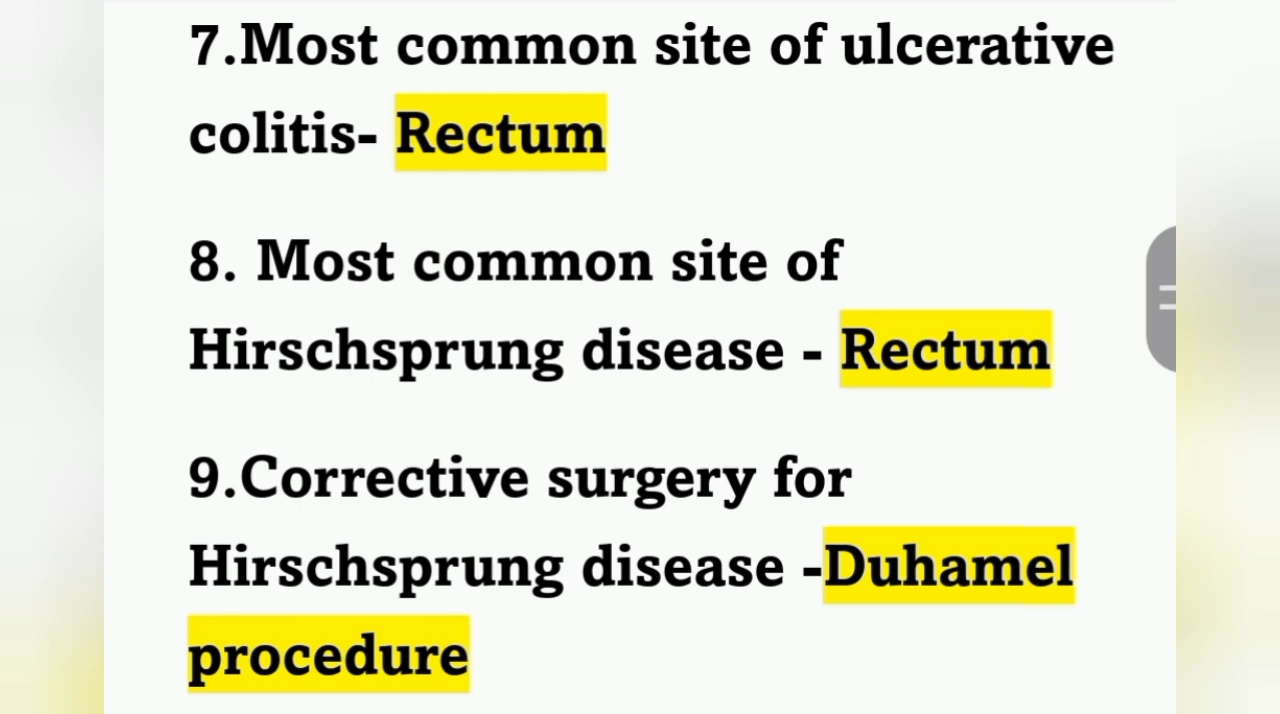 7.Most common site of ulcerative
colitis- Rectum
8. Most common site of
Hirschsprung disease - Rectum
9.Corrective surgery for
Hirschsprung disease -Duhamel
procedure